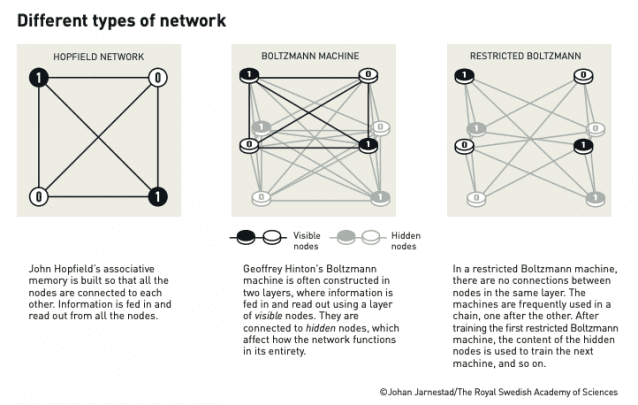 Different types of network
HOPFIELD NETWORK
1
0
0
1
BOLTZMANN MACHINE
1
0
1
0
0
1
0
1
RESTRICTED BOLTZMANN
1
0
1
0
0
1
0
1
Visible
nodes
Hidden
nodes
John Hopfield’s associative
memory is built so that all the
nodes are connected to each
other. Information is fed in and
read out from all the nodes.
Geoffrey Hinton’s Boltzmann
machine is often constructed in
two layers, where information is
fed in and read out using a layer
of visible nodes. They are
connected to hidden nodes, which
affect how the network functions
in its entirety.
In a restricted Boltzmann machine,
there are no connections between
nodes in the same layer. The
machines are frequently used in a
chain, one after the other. After
training the first restricted Boltzmann
machine, the content of the hidden
nodes is used to train the next
machine, and so on.
©Johan Jarnestad/The Royal Swedish Academy of Sciences